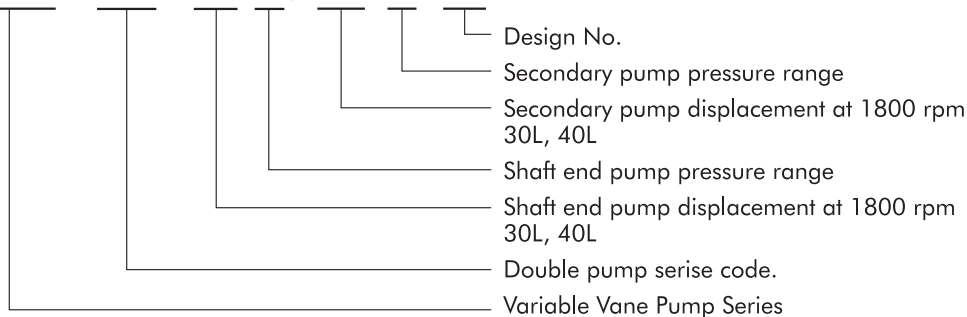 Design No.
Secondary pump pressure range
Secondary pump displacement at 1800 rpm
30L, 40L
Shaft end pump pressure range
Shaft end pump displacement at 1800 rpm
30L, 40L
Double pump serise code.
Variable Vane Pump Series